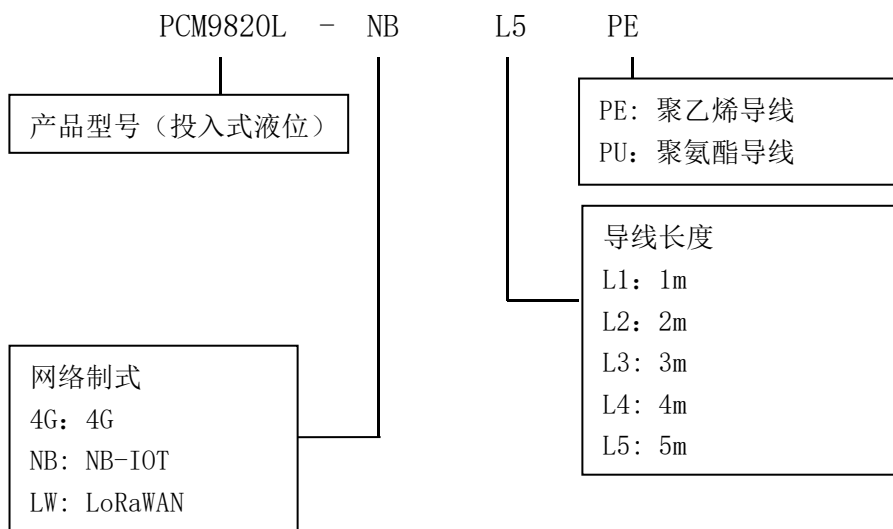 PCM9820L - NB L5 PE
产品型号（投入式液位）
PE: 聚乙烯导线
PU：聚氨酯导线
导线长度
L1：1m
L2：2m
L3: 3m
L4: 4m
L5: 5m
网络制式
4G：4G
NB: NB-IOT
LW: LoRaWAN